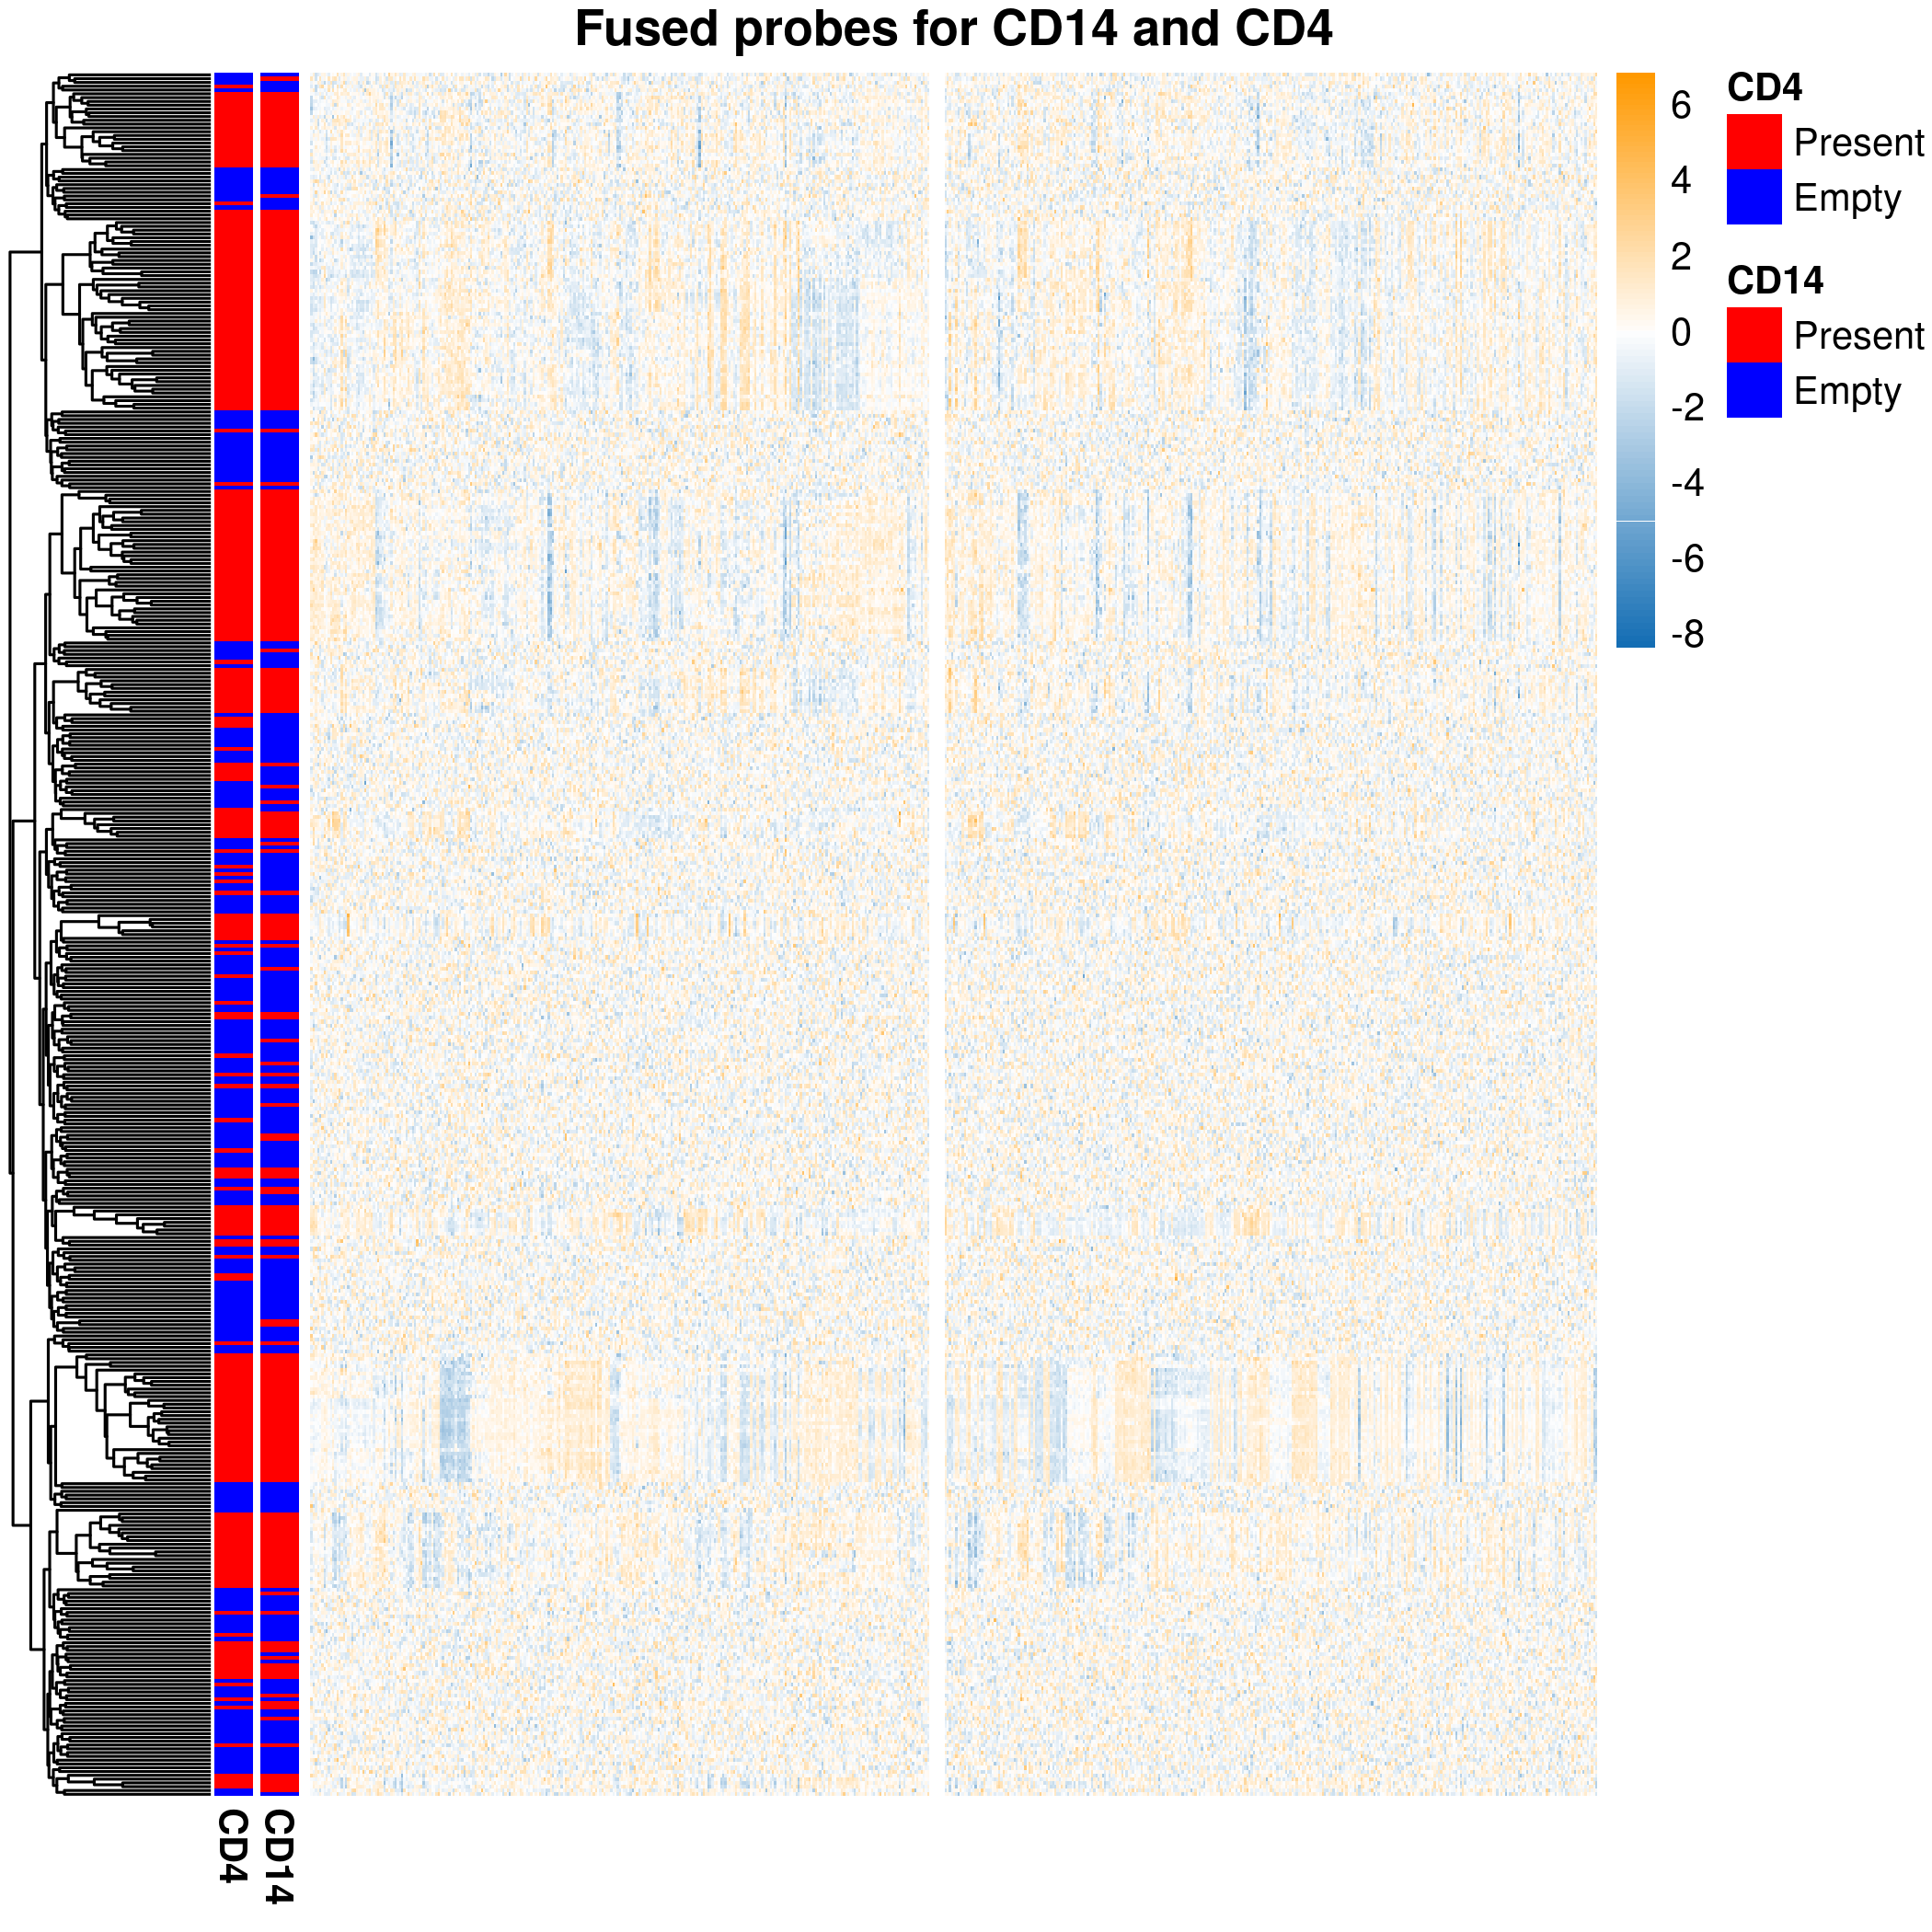 Fused probes for CD14 and CD4
6
4
2
0
-2
-4
-6
-8
CD4
Present
Empty
CD14
Present
Empty
CD4
CD14